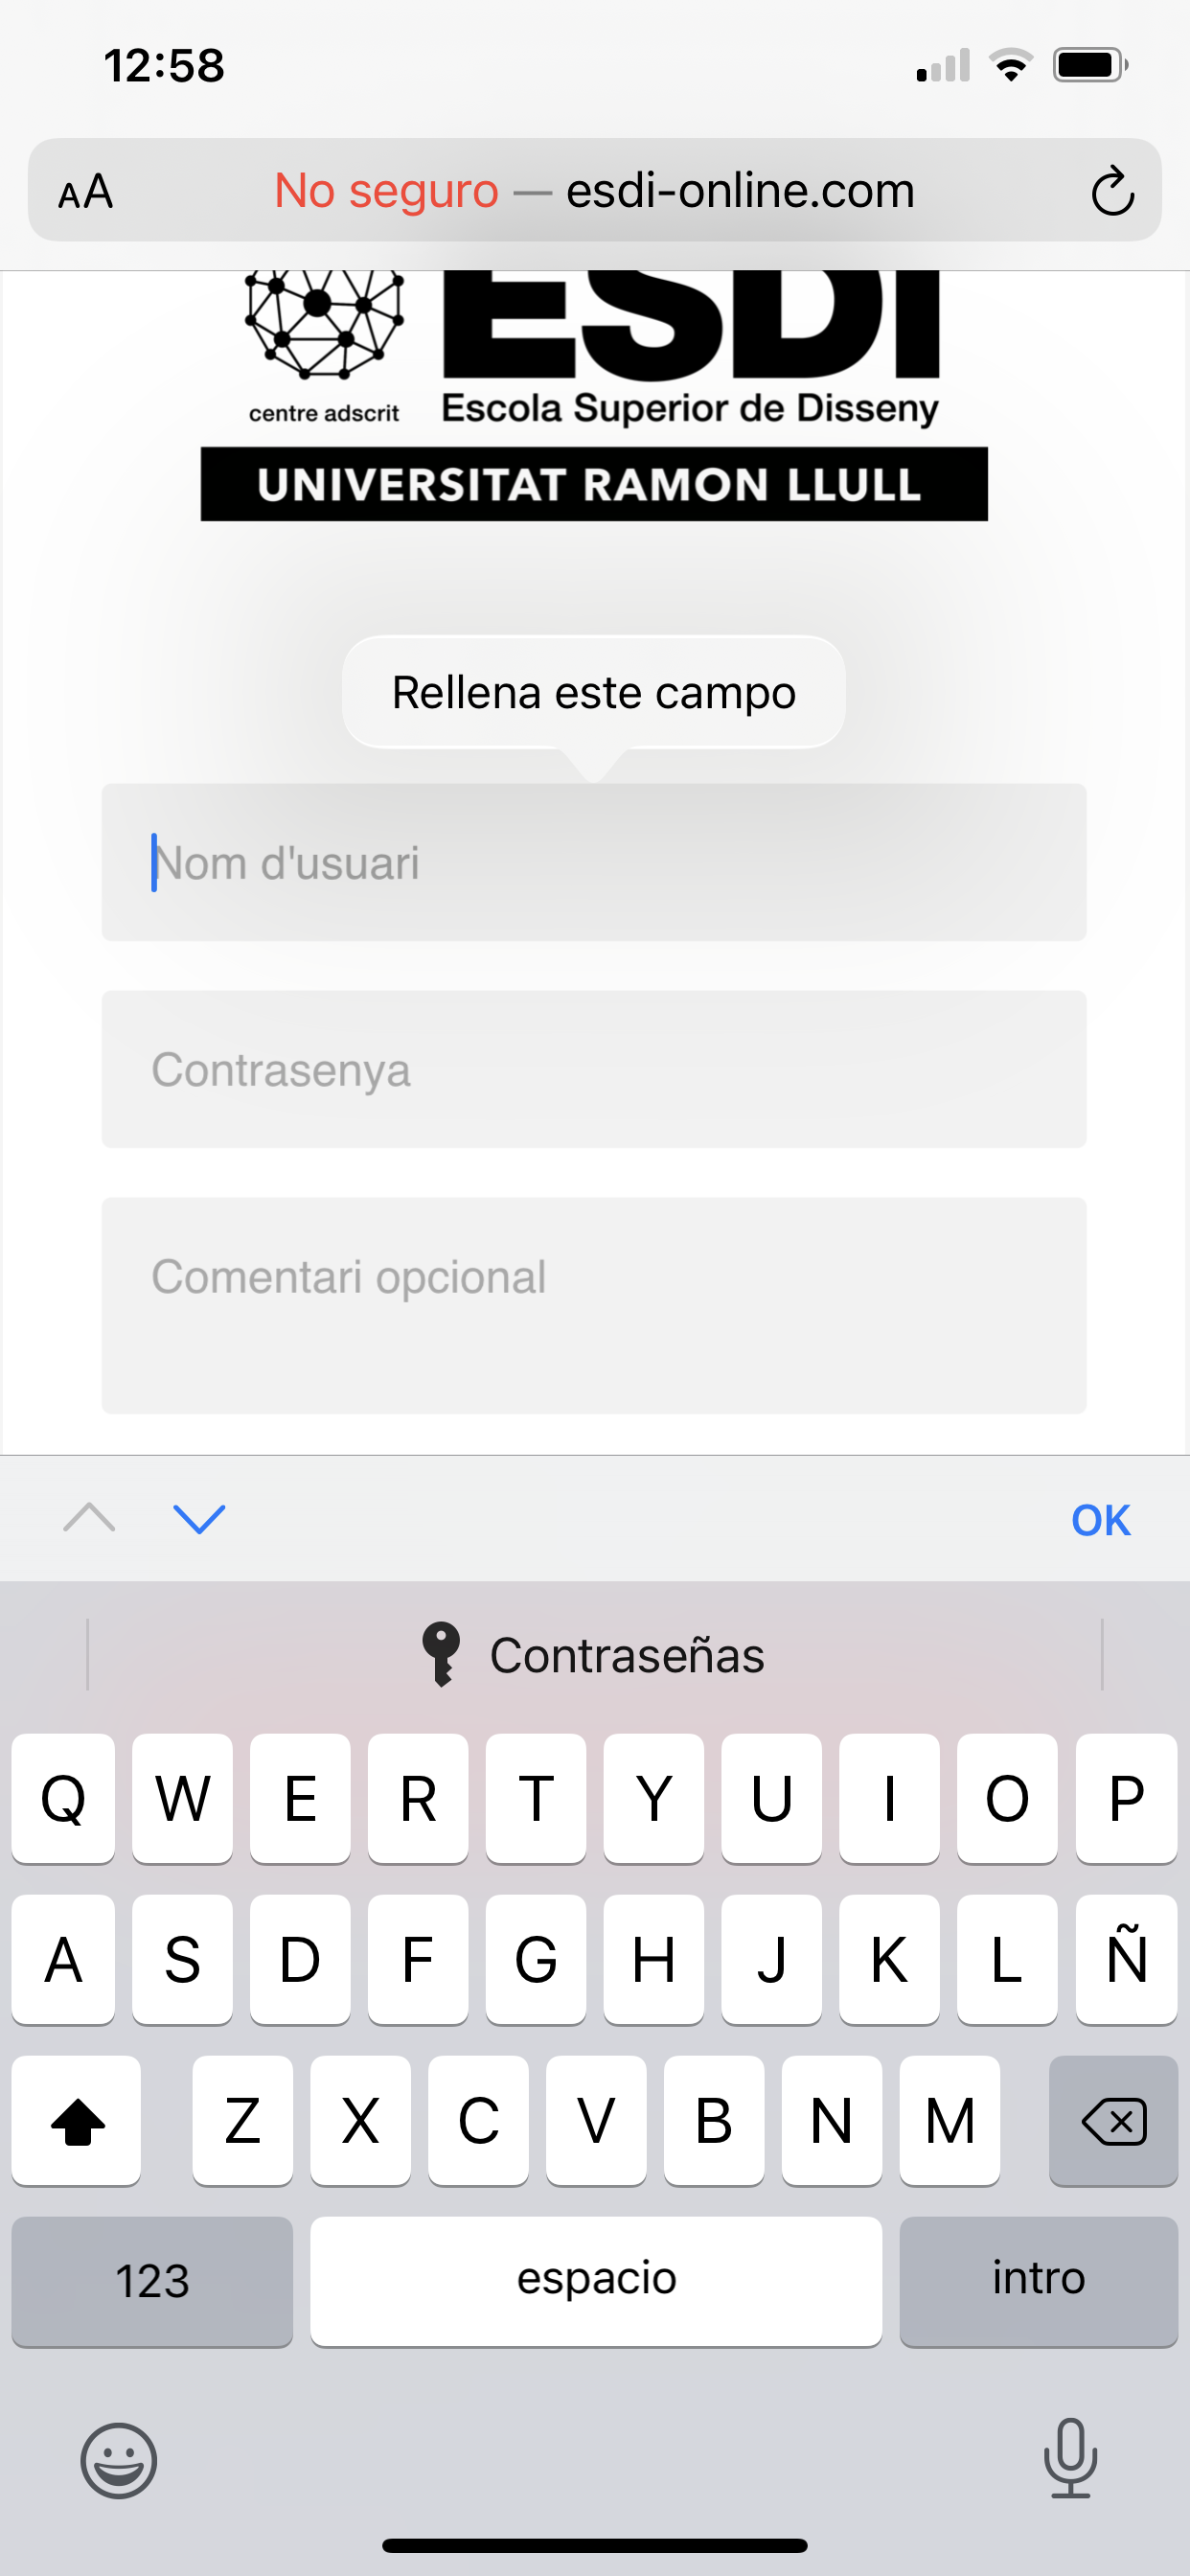 12:58
AA No seguro — esdi-online.com
ESDI
centre adscrit Escola Superior de Disseny
UNIVERSITAT RAMON LLULL
Rellena este campo
Nom d'usuari
Contrasenya
Comentari opcional
OK
Contraseñas
Q W E R T Y U I O P
A S D F G H J K L Ñ
Z X C V B N M
123 espacio intro